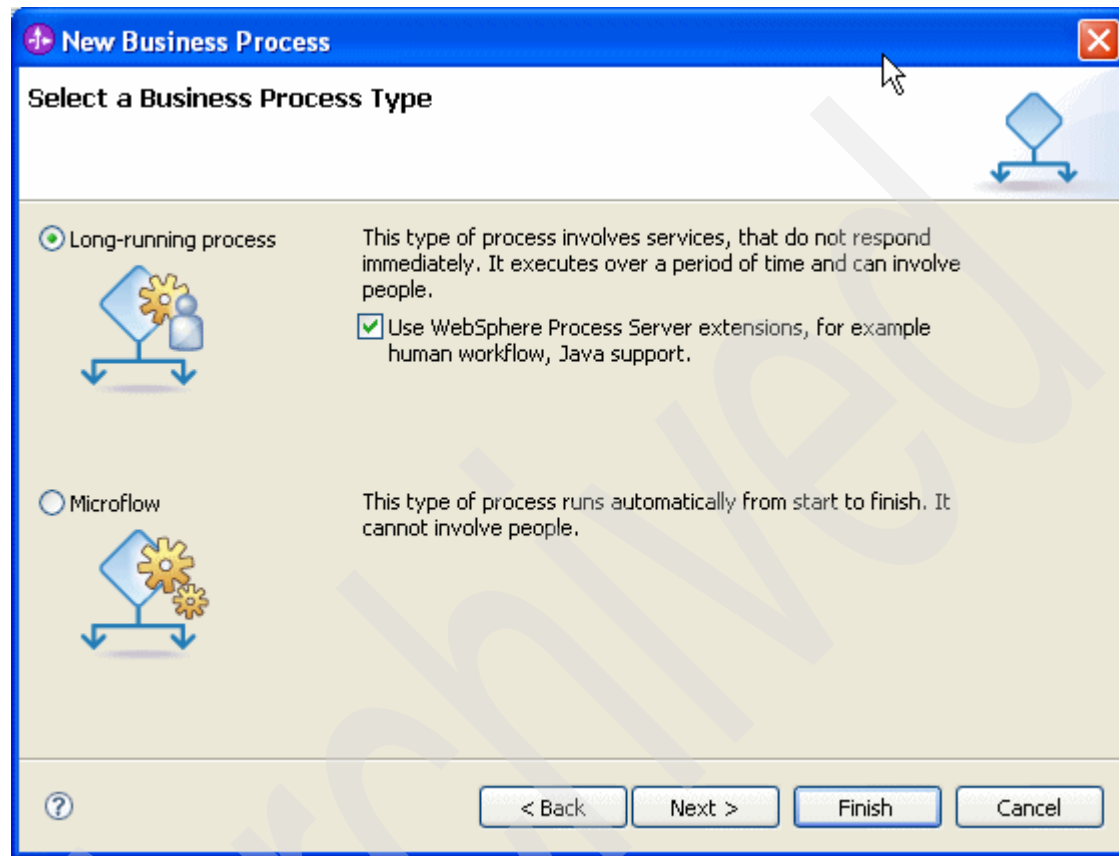 New Business Process
Select a Business Process Type
Long-running process
This type of process involves services, that do not respond
immediately. It executes over a period of time and can involve
people.
Use WebSphere Process Server extensions, for example
human workflow, Java support.
Microflow
This type of process runs automatically from start to finish. It
cannot involve people.
?
< Back
Next >
Finish
Cancel
Archived